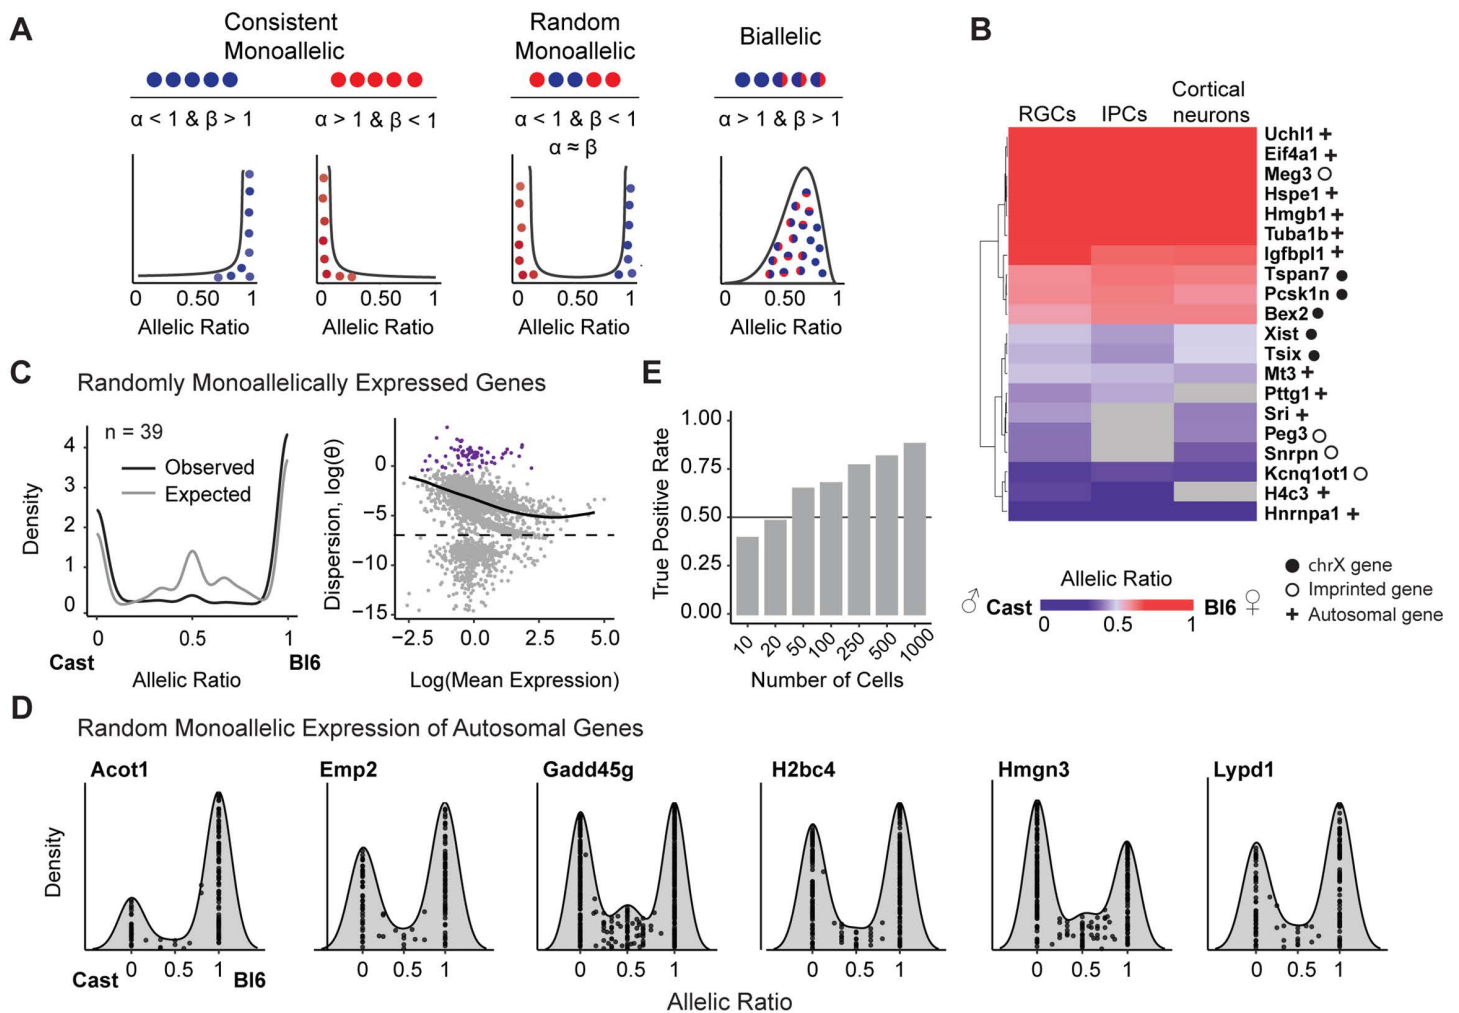 A
Consistent
Monoallelic
Random
Monoallelic
Biallelic
α < 1 & β > 1
α > 1 & β < 1
α < 1 & β < 1
α ≈ β
α > 1 & β > 1
0 0.50 1
0 0.50 1
0 0.50 1
0 0.50 1
Allelic Ratio
Allelic Ratio
Allelic Ratio
Allelic Ratio
B
RGCs IPCs Cortical
neurons
Uchl1 +
Eif4a1 +
Meg3 ○
Hspe1 +
Hmgb1 +
Tuba1b +
Igfbpl1 +
Tspan7 ●
Pcsk1n ●
Bex2 ●
Xist ●
Tsix ●
Mt3 +
Pttg1 +
Sri +
Peg3 ○
Snrpn ○
Kcnq1ot1 ○
H4c3 +
Hnrnpa1 +
Allelic Ratio
♂ Cast Bl6 ♀
0 0.5 1
● chrX gene
○ Imprinted gene
+ Autosomal gene
C
Randomly Monoallelically Expressed Genes
n = 39
Observed
Expected
Density
4
3
2
1
0
0 0.5 1
Cast Bl6
Allelic Ratio
Dispersion, log(θ)
0
−5
−10
−15
−2.5 0.0 2.5 5.0
Log(Mean Expression)
E
True Positive Rate
1.00
0.75
0.50
0.25
0.00
10 20 50 100 250 500 1000
Number of Cells
D
Random Monoallelic Expression of Autosomal Genes
Acot1
Emp2
Gadd45g
H2bc4
Hmgn3
Lypd1
Density
0 0.5 1
0 0.5 1
0 0.5 1
0 0.5 1
0 0.5 1
0 0.5 1
Cast Bl6
Allelic Ratio